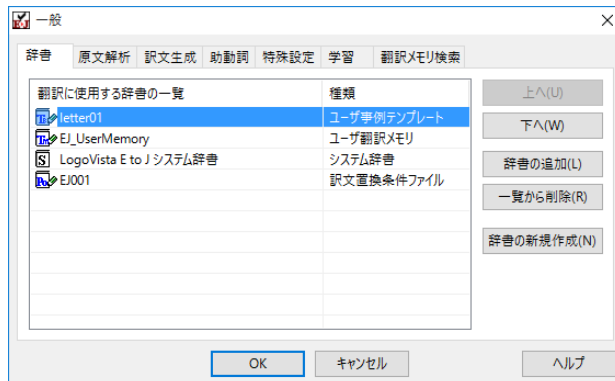 一般
辞書 原文解析 訳文生成 助動詞 特殊設定 学習 翻訳メモリ検索
翻訳に使用する辞書の一覧 種類
letter01 ユーザ事例テンプレート
EJ_UserMemory ユーザ翻訳メモリ
LogoVista E to J システム辞書 システム辞書
EJ001 訳文置換条件ファイル
上へ(U)
下へ(W)
辞書の追加(L)
一覧から削除(R)
辞書の新規作成(N)
OK キャンセル ヘルプ